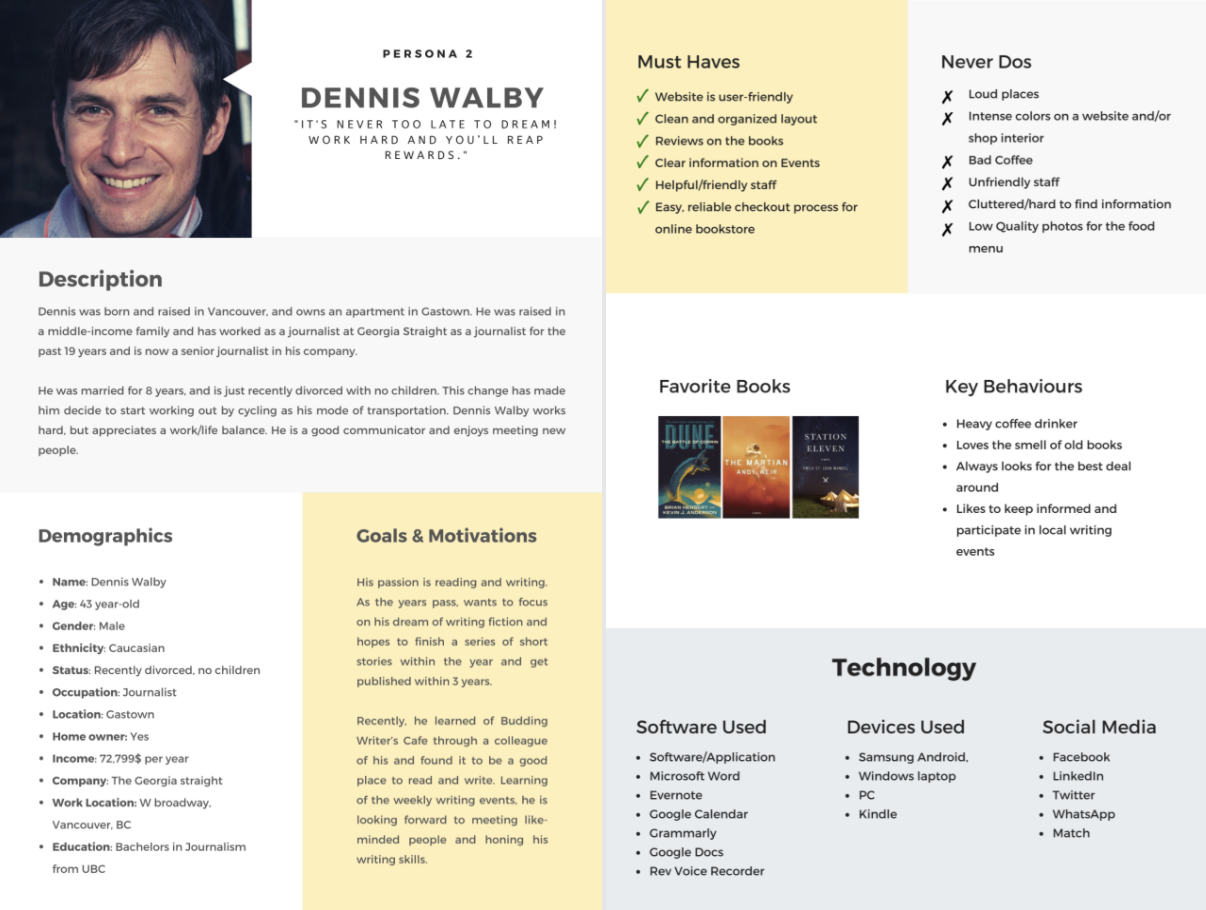 PERSONA 2
DENNIS WALBY
"IT'S NEVER TOO LATE TO DREAM!
WORK HARD AND YOU'LL REAP
REWARDS."
Description
Dennis was born and raised in Vancouver, and owns an apartment in Gastown. He was raised in
a middle-income family and has worked as a journalist at Georgia Straight as a journalist for the
past 19 years and is now a senior journalist in his company.
He was married for 8 years, and is just recently divorced with no children. This change has made
him decide to start working out by cycling as his mode of transportation. Dennis Walby works
hard, but appreciates a work/life balance. He is a good communicator and enjoys meeting new
people.
Demographics
• Name: Dennis Walby
• Age: 43 year-old
• Gender: Male
• Ethnicity: Caucasian
• Status: Recently divorced, no children
• Occupation: Journalist
• Location: Gastown
• Home owner: Yes
• Income: 72,799$ per year
• Company: The Georgia straight
• Work Location: W broadway,
Vancouver, BC
• Education: Bachelors in Journalism
from UBC
Goals & Motivations
His passion is reading and writing.
As the years pass, wants to focus
on his dream of writing fiction and
hopes to finish a series of short
stories within the year and get
published within 3 years.
Recently, he learned of Budding
Writer's Cafe through a colleague
of his and found it to be a good
place to read and write. Learning
of the weekly writing events, he is
looking forward to meeting like-
minded people and honing his
writing skills.
Must Haves
✓ Website is user-friendly
✓ Clean and organized layout
✓ Reviews on the books
✓ Clear information on Events
✓ Helpful/friendly staff
✓ Easy, reliable checkout process for
online bookstore
Never Dos
✗ Loud places
✗ Intense colors on a website and/or
shop interior
✗ Bad Coffee
✗ Unfriendly staff
✗ Cluttered/hard to find information
✗ Low Quality photos for the food
menu
Favorite Books
DUNE
THE BATTLE OF CORRIN
BRIAN HERBERT
KEVIN J. ANDERSON
THE MARTIAN
ANDY WEIR
STATION
ELEVEN
EMILY ST. JOHN MANDEL
Key Behaviours
• Heavy coffee drinker
• Loves the smell of old books
• Always looks for the best deal
around
• Likes to keep informed and
participate in local writing
events
Technology
Software Used
• Software/Application
• Microsoft Word
• Evernote
• Google Calendar
• Grammarly
• Google Docs
• Rev Voice Recorder
Devices Used
• Samsung Android,
• Windows laptop
• PC
• Kindle
Social Media
• Facebook
• LinkedIn
• Twitter
• WhatsApp
• Match